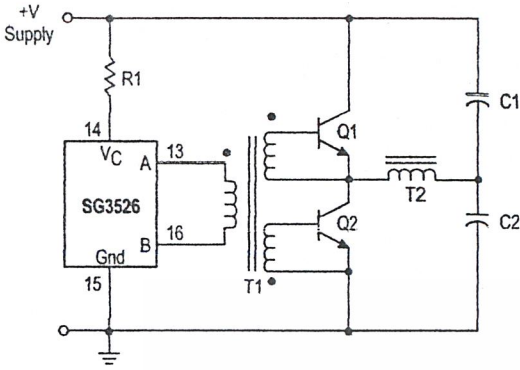 +V
Supply
R1
C1
14
Q1
VC
A
13
SG3526
T2
Q2
C2
B
16
Gnd
15
T1